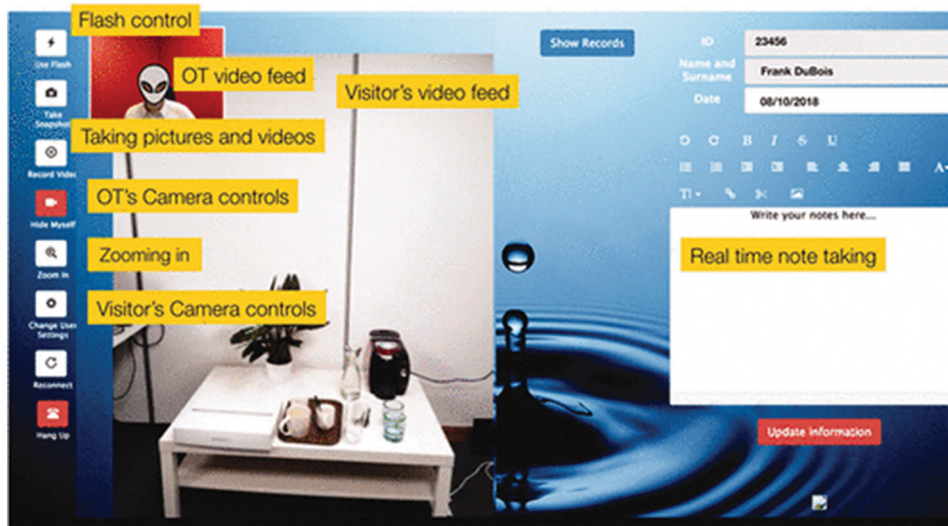 Flash control
Use Flash
OT video feed
Visitor's video feed
Take
Snapshot
Taking pictures and videos
Record Video
OT's Camera controls
Hide Myself
Zooming in
Zoom In
Visitor's Camera controls
Change User
Settings
Reconnect
Hang Up
Show Records
ID
23456
Name and
Surname
Frank DuBois
Date
08/10/2018
B I S U
A
TI
Write your notes here...
Real time note taking
Update information